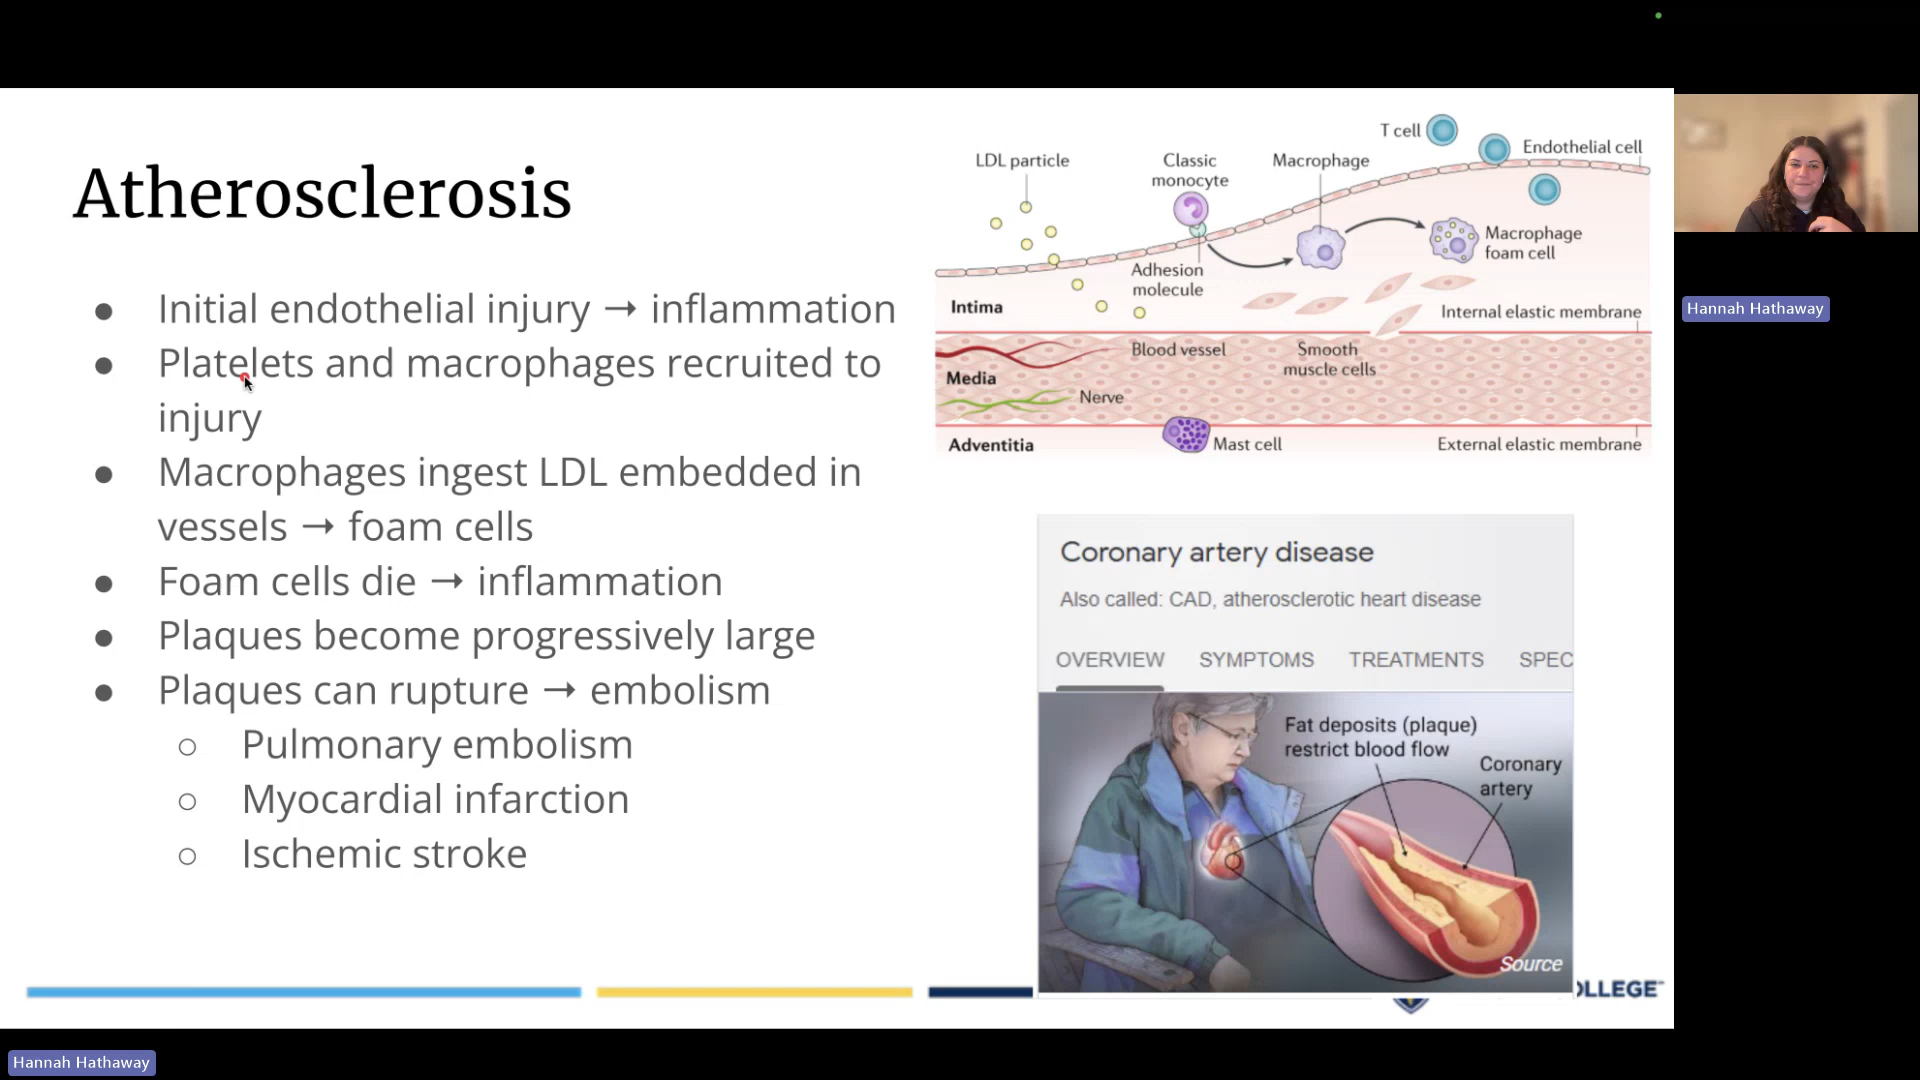 Atherosclerosis
● Initial endothelial injury → inflammation
● Platelets and macrophages recruited to
injury
● Macrophages ingest LDL embedded in
vessels → foam cells
● Foam cells die → inflammation
● Plaques become progressively large
● Plaques can rupture → embolism
○ Pulmonary embolism
○ Myocardial infarction
○ Ischemic stroke
LDL particle
Classic
monocyte
Macrophage
T cell
Endothelial cell
Macrophage
foam cell
Adhesion
molecule
Intima
Internal elastic membrane
Blood vessel
Smooth
muscle cells
Media
Nerve
Adventitia
Mast cell
External elastic membrane
Coronary artery disease
Also called: CAD, atherosclerotic heart disease
OVERVIEW SYMPTOMS TREATMENTS SPEC
Fat deposits (plaque)
restrict blood flow
Coronary
artery
Source
OLLEGE™
Hannah Hathaway
Hannah Hathaway